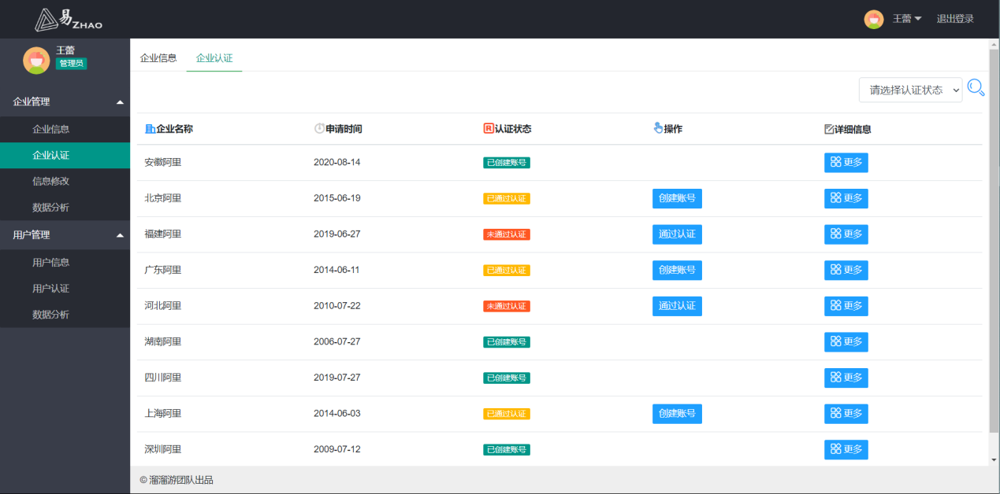 易ZHAO
王蕾
退出登录
王蕾
管理员
企业管理
企业信息
企业认证
信息修改
数据分析
用户管理
用户信息
用户认证
数据分析
企业信息 企业认证
请选择认证状态
企业名称 申请时间 R认证状态 操作 详细信息
安徽阿里 2020-08-14 已创建账号 更多
北京阿里 2015-06-19 已通过认证 创建账号 更多
福建阿里 2019-06-27 未通过认证 通过认证 更多
广东阿里 2014-06-11 已通过认证 创建账号 更多
河北阿里 2010-07-22 未通过认证 通过认证 更多
湖南阿里 2006-07-27 已创建账号 更多
四川阿里 2019-07-27 已创建账号 更多
上海阿里 2014-06-03 已通过认证 创建账号 更多
深圳阿里 2009-07-12 已创建账号 更多
© 溜溜游团队出品